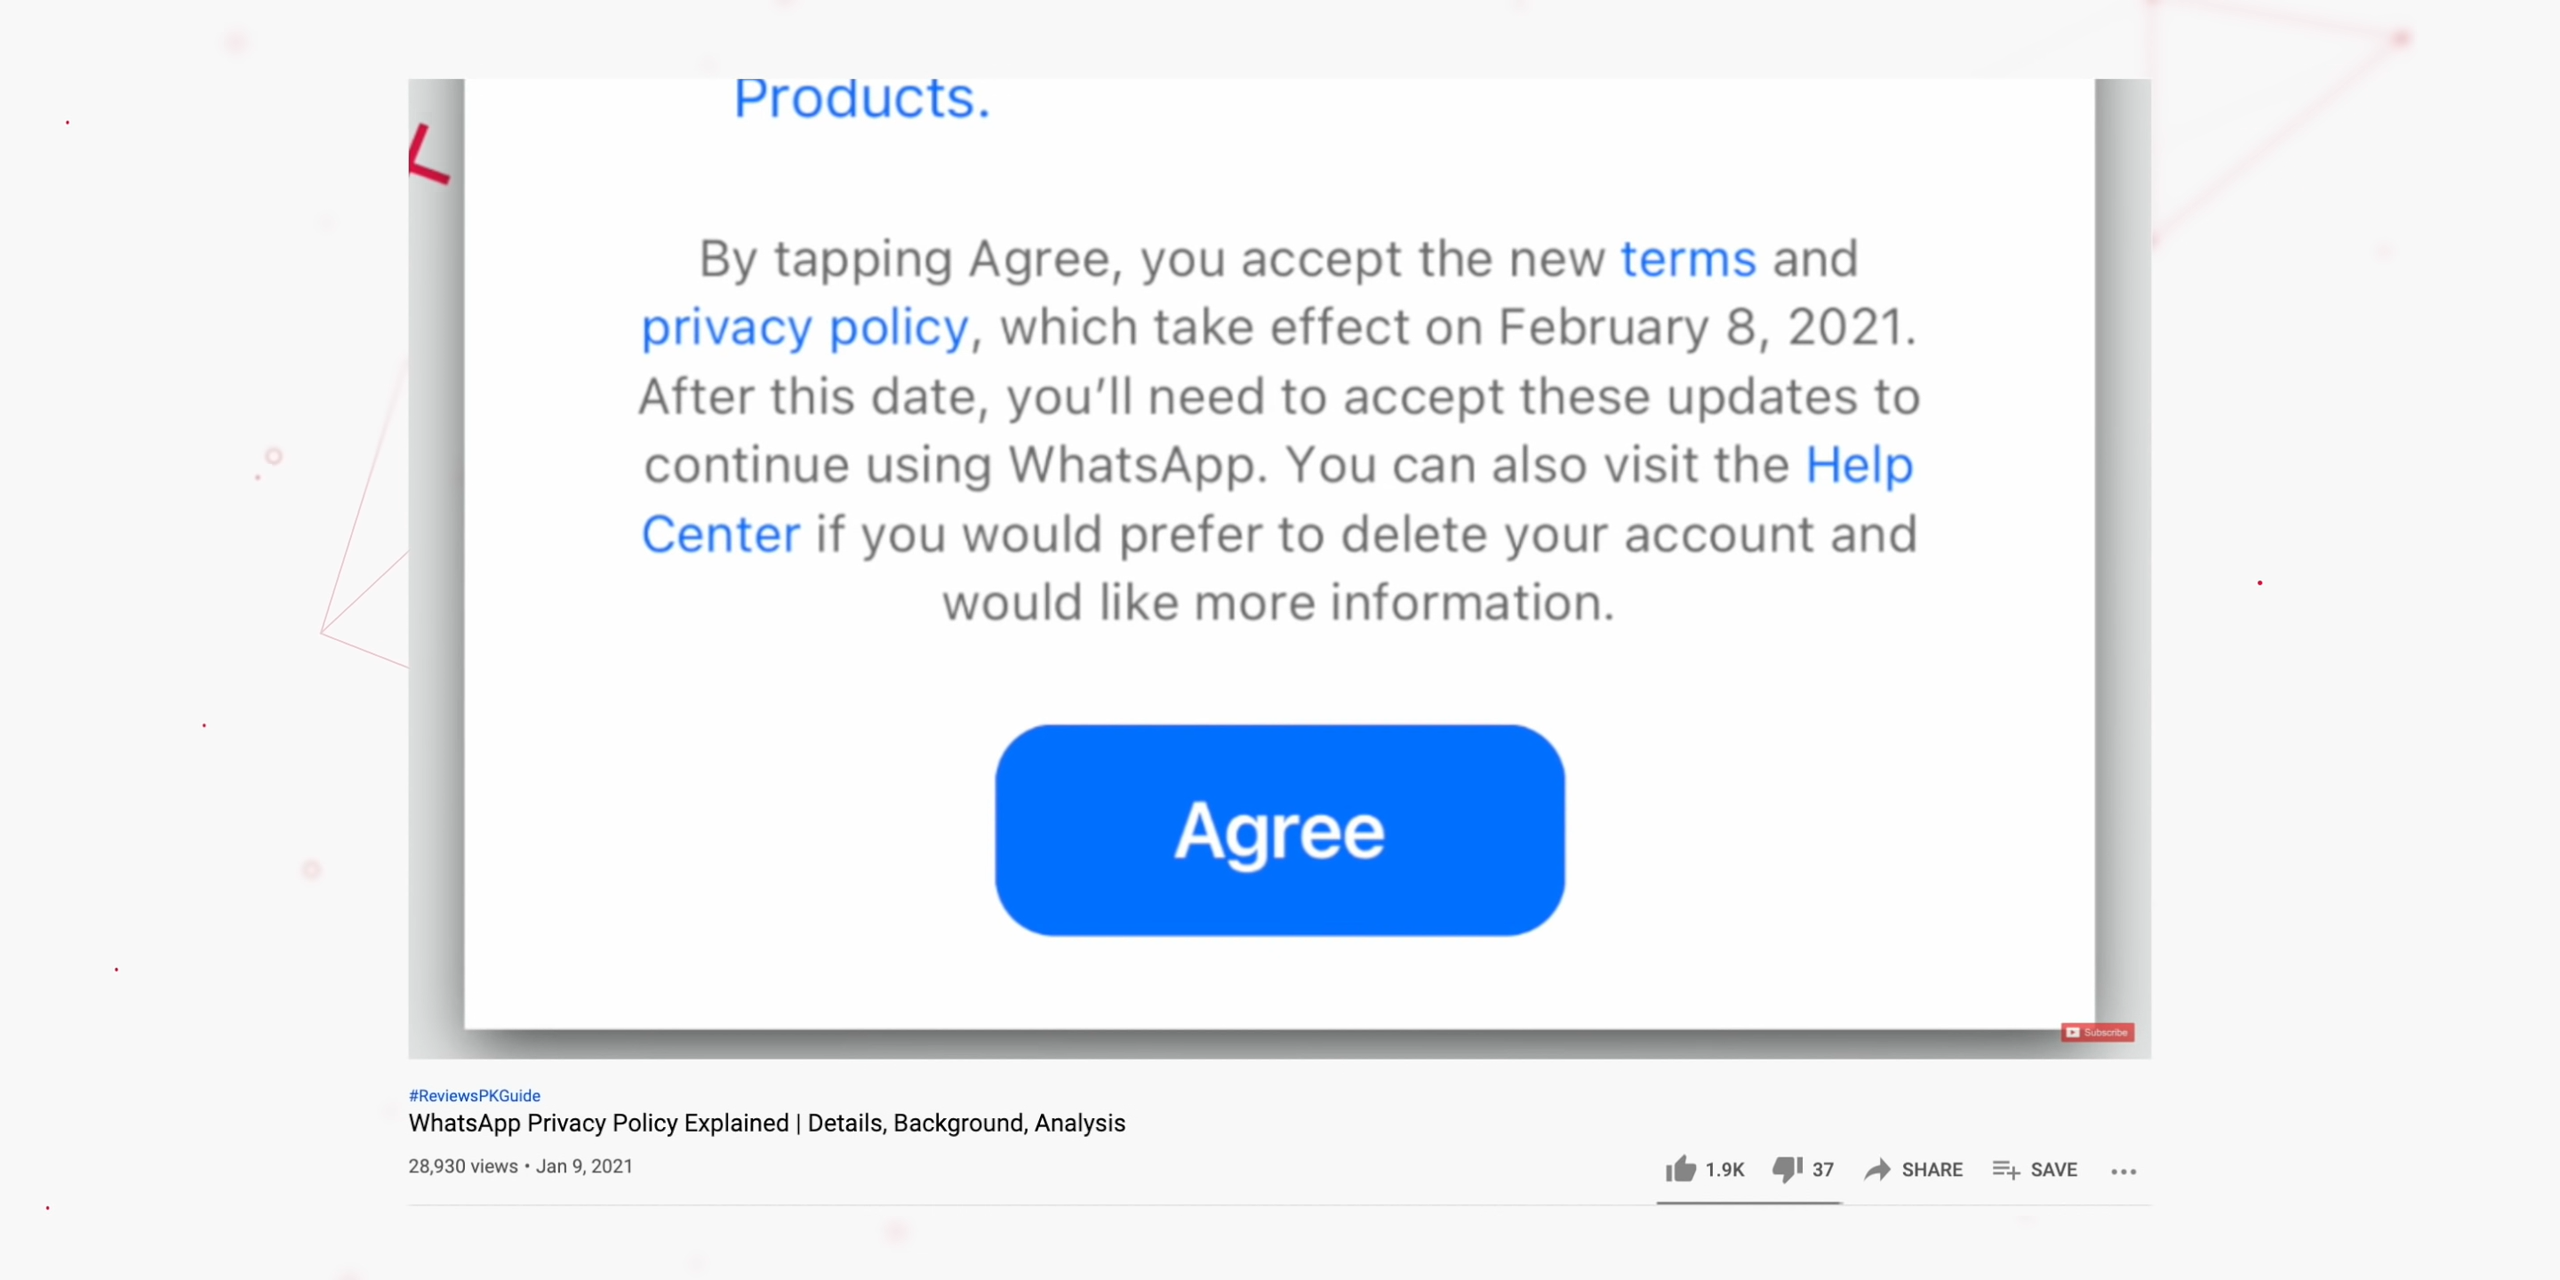 Products.
By tapping Agree, you accept the new terms and
privacy policy, which take effect on February 8, 2021.
After this date, you’ll need to accept these updates to
continue using WhatsApp. You can also visit the Help
Center if you would prefer to delete your account and
would like more information.
Agree
Subscribe
#ReviewsPKGuide
WhatsApp Privacy Policy Explained | Details, Background, Analysis
28,930 views • Jan 9, 2021
1.9K 37 SHARE SAVE